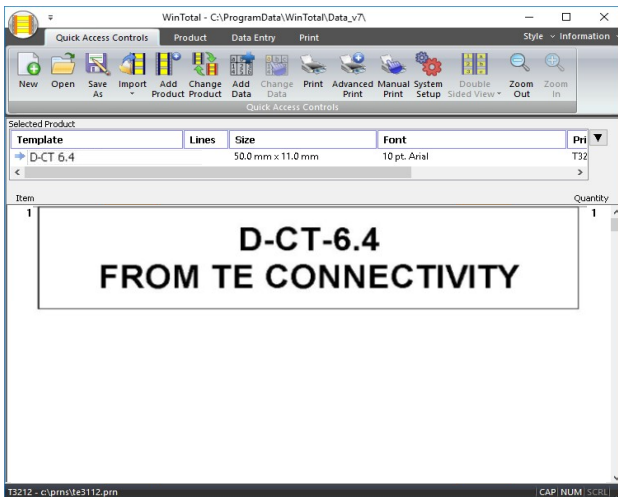 WinTotal - C:\ProgramData\WinTotal\Data_v7\
Quick Access Controls Product Data Entry Print Style Information
New Open Save As Import Add Product Change Product Add Data Change Data Print Advanced Print Manual Print System Setup Double Sided View Zoom Out Zoom In
Quick Access Controls
Selected Product
Template Lines Size Font Pri
D-CT 6.4 50.0 mm x 11.0 mm 10 pt. Arial T32
Item Quantity
1 1
D-CT-6.4
FROM TE CONNECTIVITY
T3212 - c:\prns\te3112.prn CAP NUM SCRL